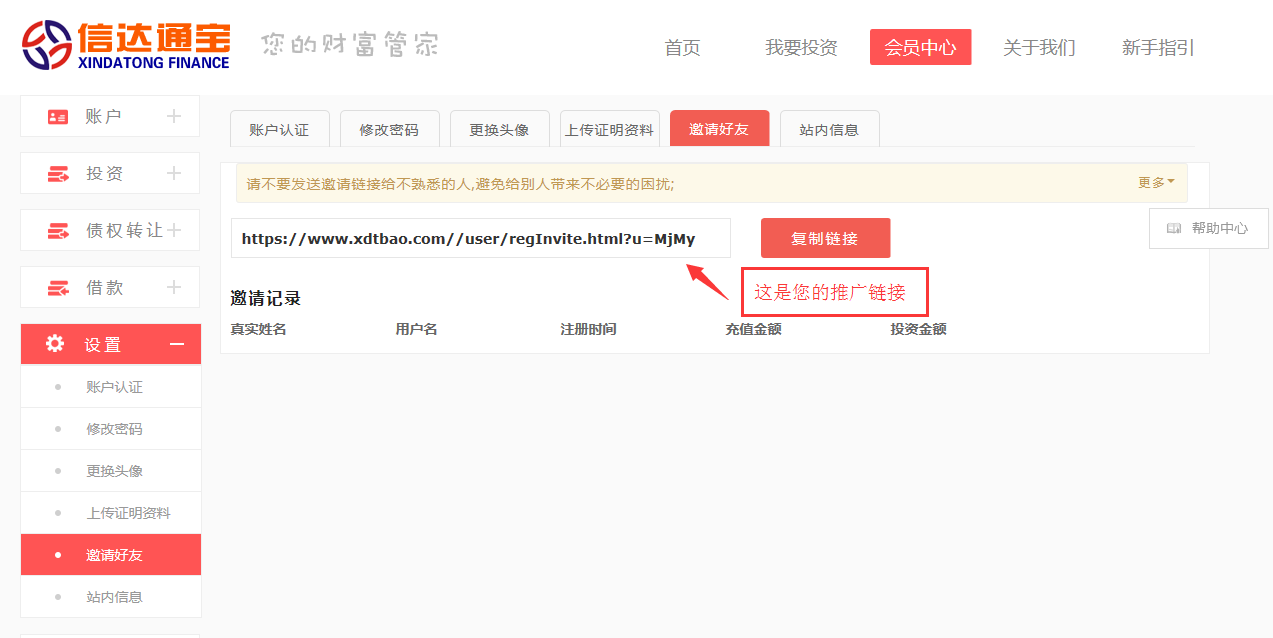 信达通宝
XINDATONG FINANCE
您的财富管家
首页 我要投资 会员中心 关于我们 新手指引
账户
投资
债权转让
借款
设置
账户认证
修改密码
更换头像
上传证明资料
邀请好友
站内信息
账户认证 修改密码 更换头像 上传证明资料 邀请好友 站内信息
请不要发送邀请链接给不熟悉的人,避免给别人带来不必要的困扰; 更多
https://www.xdtbao.com//user/regInvite.html?u=MjMy 复制链接
这是您的推广链接
邀请记录
真实姓名 用户名 注册时间 充值金额 投资金额
帮助中心